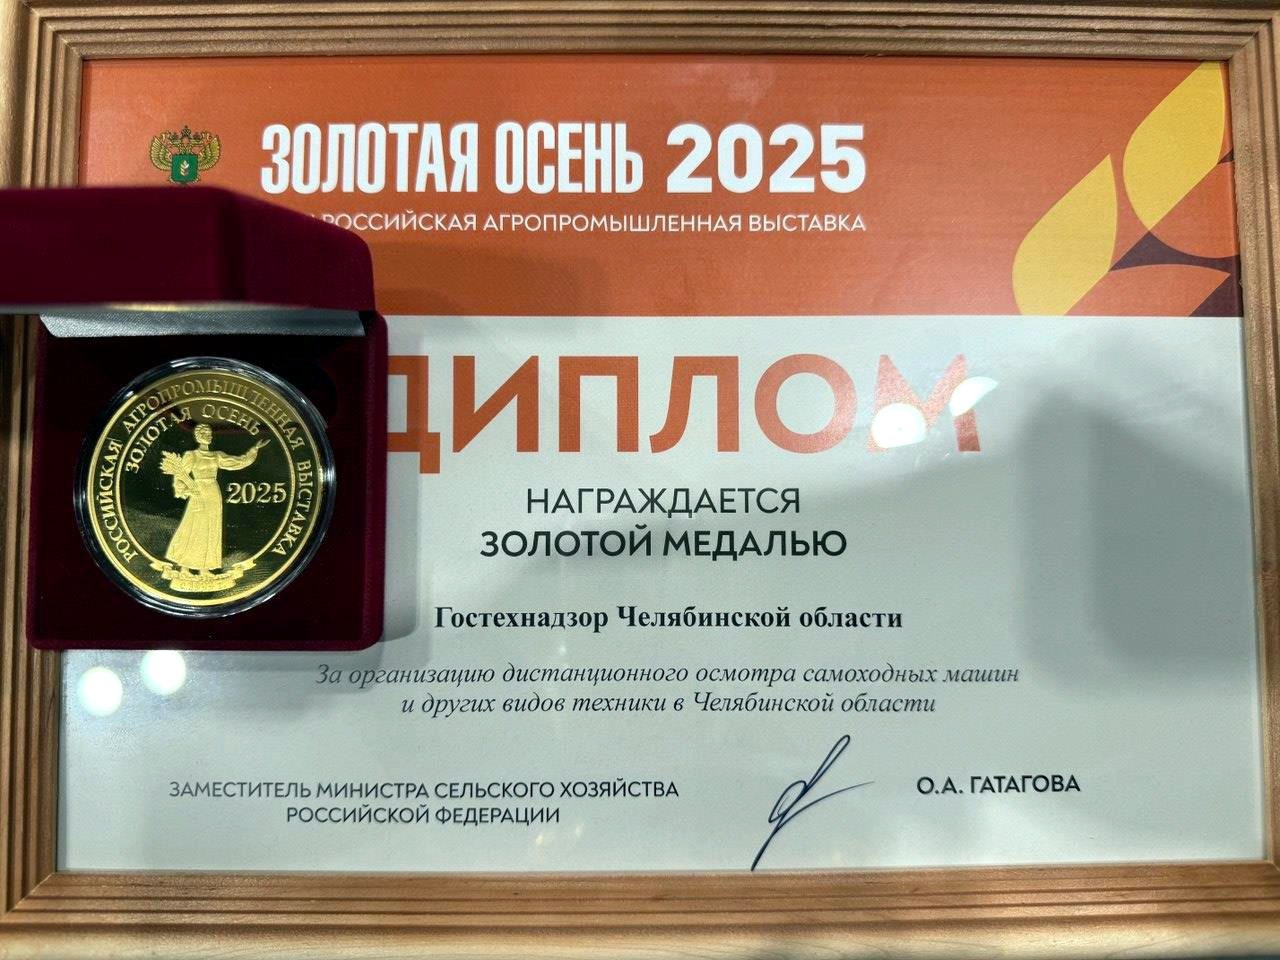 ЗОЛОТАЯ ОСЕНЬ 2025
РОССИЙСКАЯ АГРОПРОМЫШЛЕННАЯ ВЫСТАВКА
ДИПЛОМ
НАГРАЖДАЕТСЯ
ЗОЛОТОЙ МЕДАЛЬЮ
Гостехнадзор Челябинской области
За организацию дистанционного осмотра самоходных машин
и других видов техники в Челябинской области
ЗАМЕСТИТЕЛЬ МИНИСТРА СЕЛЬСКОГО ХОЗЯЙСТВА
РОССИЙСКОЙ ФЕДЕРАЦИИ
О.А. ГАТАГОВА
РОССИЙСКАЯ АГРОПРОМЫШЛЕННАЯ ВЫСТАВКА
ЗОЛОТАЯ ОСЕНЬ
2025